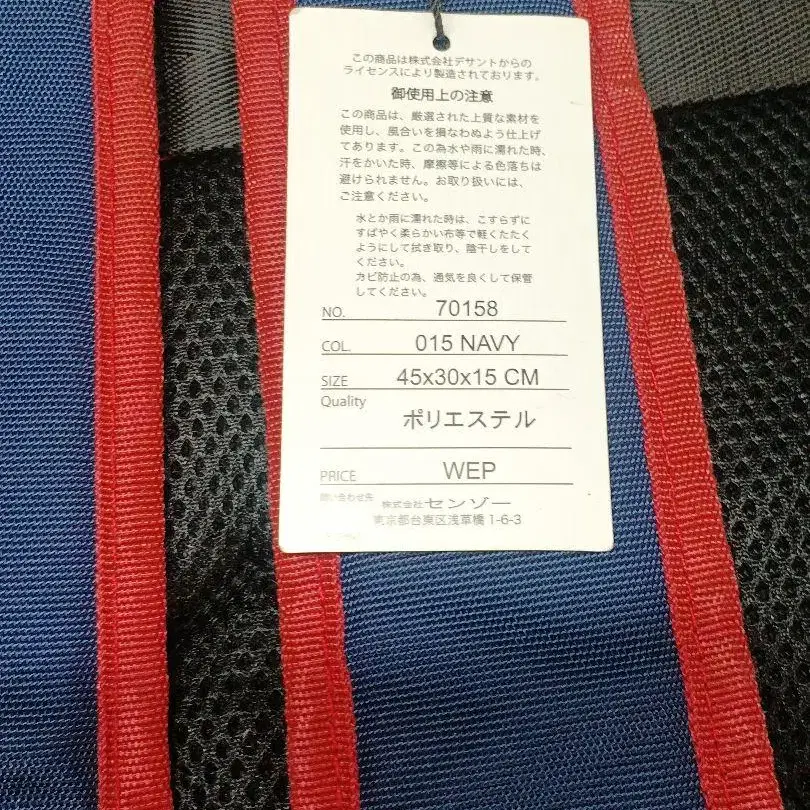 この商品は株式会社デサントからの
ライセンスにより製造されております。
御使用上の注意
この商品は、厳選された上質な素材を
使用し、風合いを損なわぬよう仕上げ
てあります。この為水や雨に濡れた時、
汗をかいた時、摩擦等による色落ちは
避けられません。お取り扱いには、
ご注意ください。
水とか雨に濡れた時は、こすらずに
すばやく柔らかい布等で軽くたたく
ようにして拭き取り、陰干しをして
ください。
カビ防止の為、通気を良くして保管
してください。
NO. 70158
COL. 015 NAVY
SIZE 45x30x15 CM
Quality
ポリエステル
PRICE WEP
問い合わせ先 株式会社センゾー
東京都台東区浅草橋1-6-3